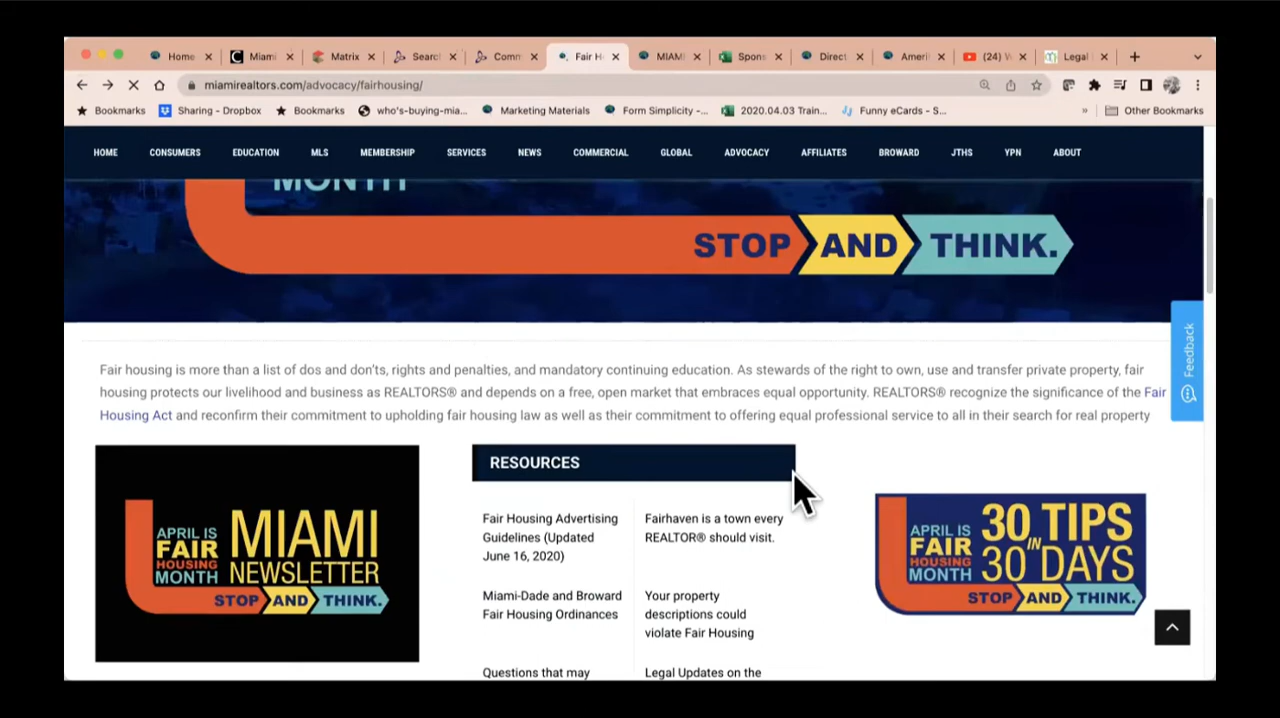 Home
Miami
Matrix
Search
Comm
Fair H
MIAMI
Spons
Direct
Ameri
(24) V
Legal
miamirealtors.com/advocacy/fairhousing/
Bookmarks
Sharing - Dropbox
Bookmarks
who's-buying-mia...
Marketing Materials
Form Simplicity -...
2020.04.03 Train...
Funny eCards - S...
»
Other Bookmarks
HOME
CONSUMERS
EDUCATION
MLS
MEMBERSHIP
SERVICES
NEWS
COMMERCIAL
GLOBAL
ADVOCACY
AFFILIATES
BROWARD
JTHS
YPN
ABOUT
MONTH
STOP AND THINK.
Feedback
Fair housing is more than a list of dos and don'ts, rights and penalties, and mandatory continuing education. As stewards of the right to own, use and transfer private property, fair
housing protects our livelihood and business as REALTORS® and depends on a free, open market that embraces equal opportunity. REALTORS® recognize the significance of the Fair
Housing Act and reconfirm their commitment to upholding fair housing law as well as their commitment to offering equal professional service to all in their search for real property
APRIL IS
FAIR
HOUSING
MONTH
MIAMI
NEWSLETTER
STOP AND THINK.
RESOURCES
Fair Housing Advertising
Guidelines (Updated
June 16, 2020)
Miami-Dade and Broward
Fair Housing Ordinances
Questions that may
Fairhaven is a town every
REALTOR® should visit.
Your property
descriptions could
violate Fair Housing
Legal Updates on the
APRIL IS
FAIR
HOUSING
MONTH
30 TIPS
IN
30 DAYS
STOP AND THINK.